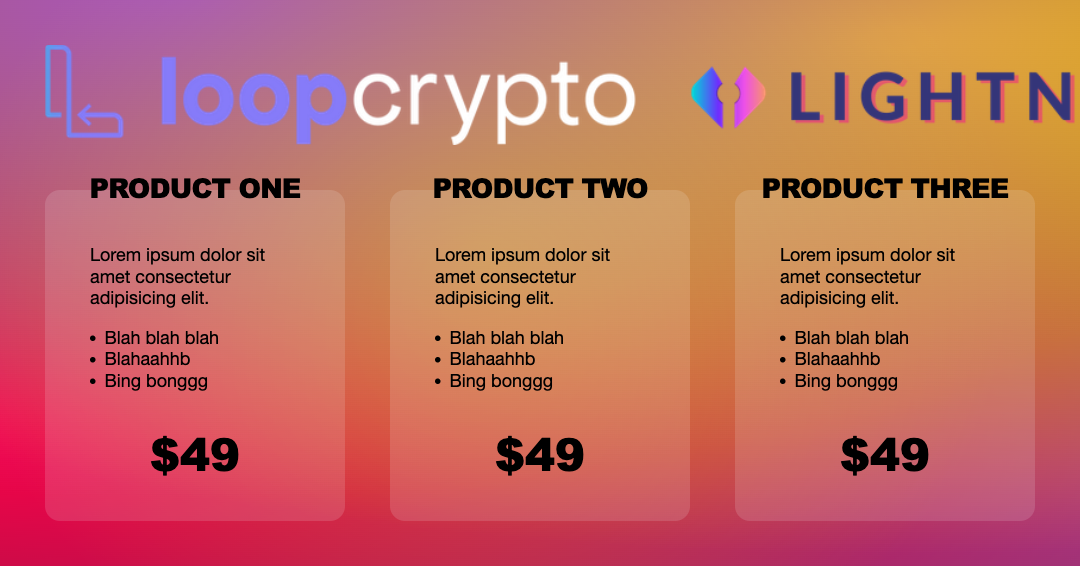 loopcrypto
LIGHTN
PRODUCT ONE
Lorem ipsum dolor sit
amet consectetur
adipisicing elit.
• Blah blah blah
• Blahaahhb
• Bing bonggg
$49
PRODUCT TWO
Lorem ipsum dolor sit
amet consectetur
adipisicing elit.
• Blah blah blah
• Blahaahhb
• Bing bonggg
$49
PRODUCT THREE
Lorem ipsum dolor sit
amet consectetur
adipisicing elit.
• Blah blah blah
• Blahaahhb
• Bing bonggg
$49